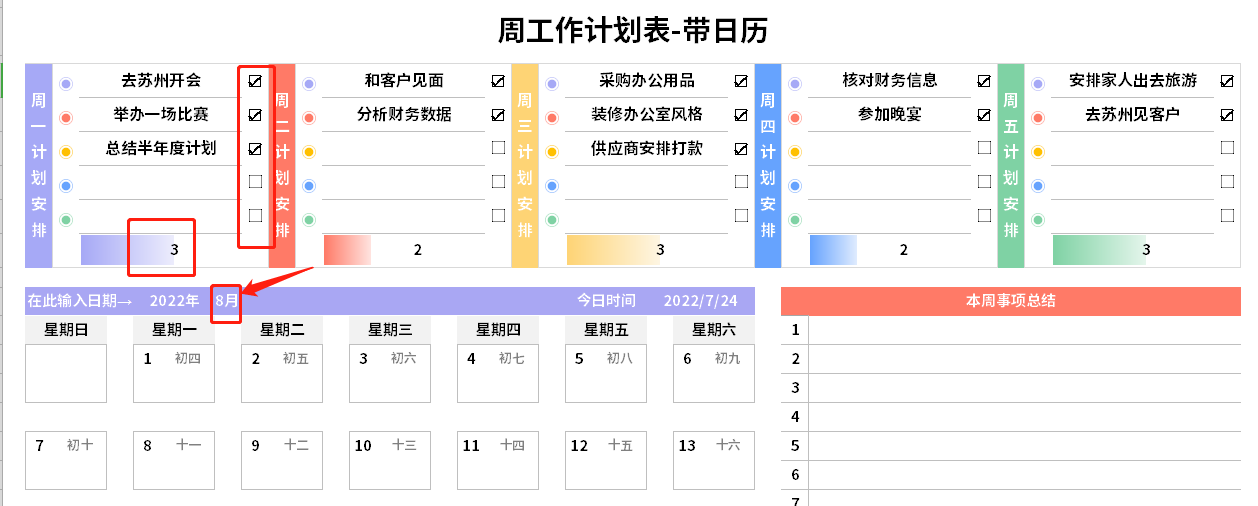 周工作计划表-带日历
周一计划安排
去苏州开会
举办一场比赛
总结半年度计划
3
周二计划安排
和客户见面
分析财务数据
2
周三计划安排
采购办公用品
装修办公室风格
供应商安排打款
3
周四计划安排
核对财务信息
参加晚宴
2
周五计划安排
安排家人出去旅游
去苏州见客户
3
在此输入日期→ 2022年 8月 今日时间 2022/7/24
星期日 星期一 星期二 星期三 星期四 星期五 星期六
1 初四 2 初五 3 初六 4 初七 5 初八 6 初九
7 初十 8 十一 9 十二 10 十三 11 十四 12 十五 13 十六
本周事项总结
1
2
3
4
5
6
7